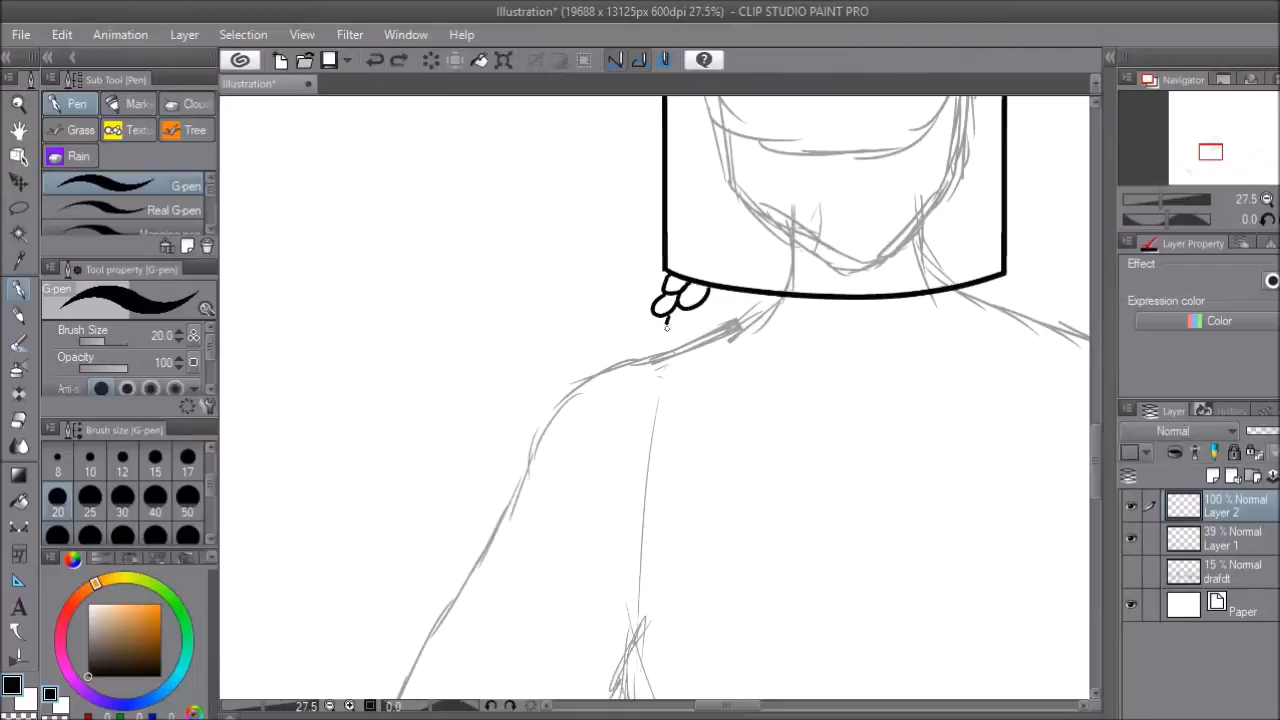 Illustration* (19688 x 13125px 600dpi 27.5%) - CLIP STUDIO PAINT PRO
File Edit Animation Layer Selection View Filter Window Help
Sub Tool [Pen]
Illustration*
Navigator
Pen Marke Cloud
Grass Textu Tree
Rain
G-pen
Real G-pen
27.5
0.0
Tool property [G-pen]
Layer Property
G-pen
Effect
Expression color
Color
Brush Size 20.0
Opacity 100
Anti-a
Layer
Normal
Brush size [G-pen]
8 10 12 15 17
20 25 30 40 50
100 % Normal
Layer 2
39 % Normal
Layer 1
15 % Normal
drafdt
Paper
27.5 0.0